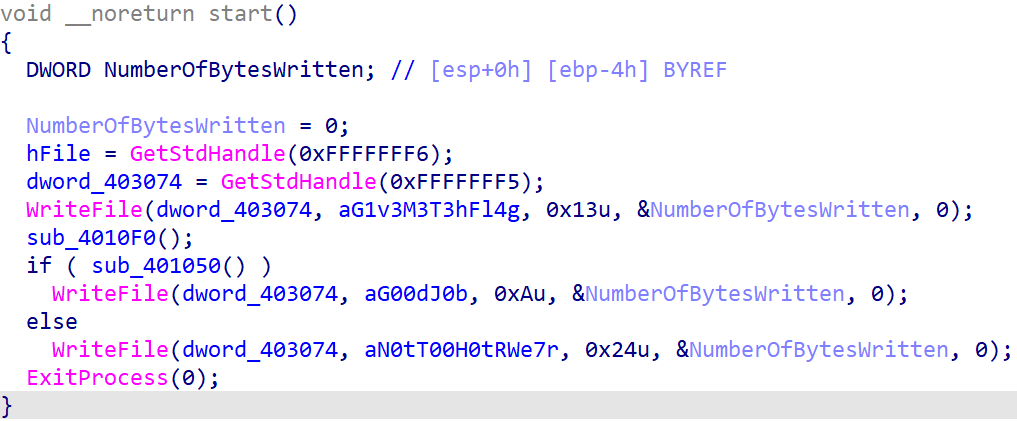 void __noreturn start()
{
  DWORD NumberOfBytesWritten; // [esp+0h] [ebp-4h] BYREF

  NumberOfBytesWritten = 0;
  hFile = GetStdHandle(0xFFFFFFF6);
  dword_403074 = GetStdHandle(0xFFFFFFF5);
  WriteFile(dword_403074, aG1v3M3T3hFl4g, 0x13u, &NumberOfBytesWritten, 0);
  sub_4010F0();
  if ( sub_401050() )
    WriteFile(dword_403074, aG00dJ0b, 0xAu, &NumberOfBytesWritten, 0);
  else
    WriteFile(dword_403074, aN0tT00H0tRWe7r, 0x24u, &NumberOfBytesWritten, 0);
  ExitProcess(0);
}